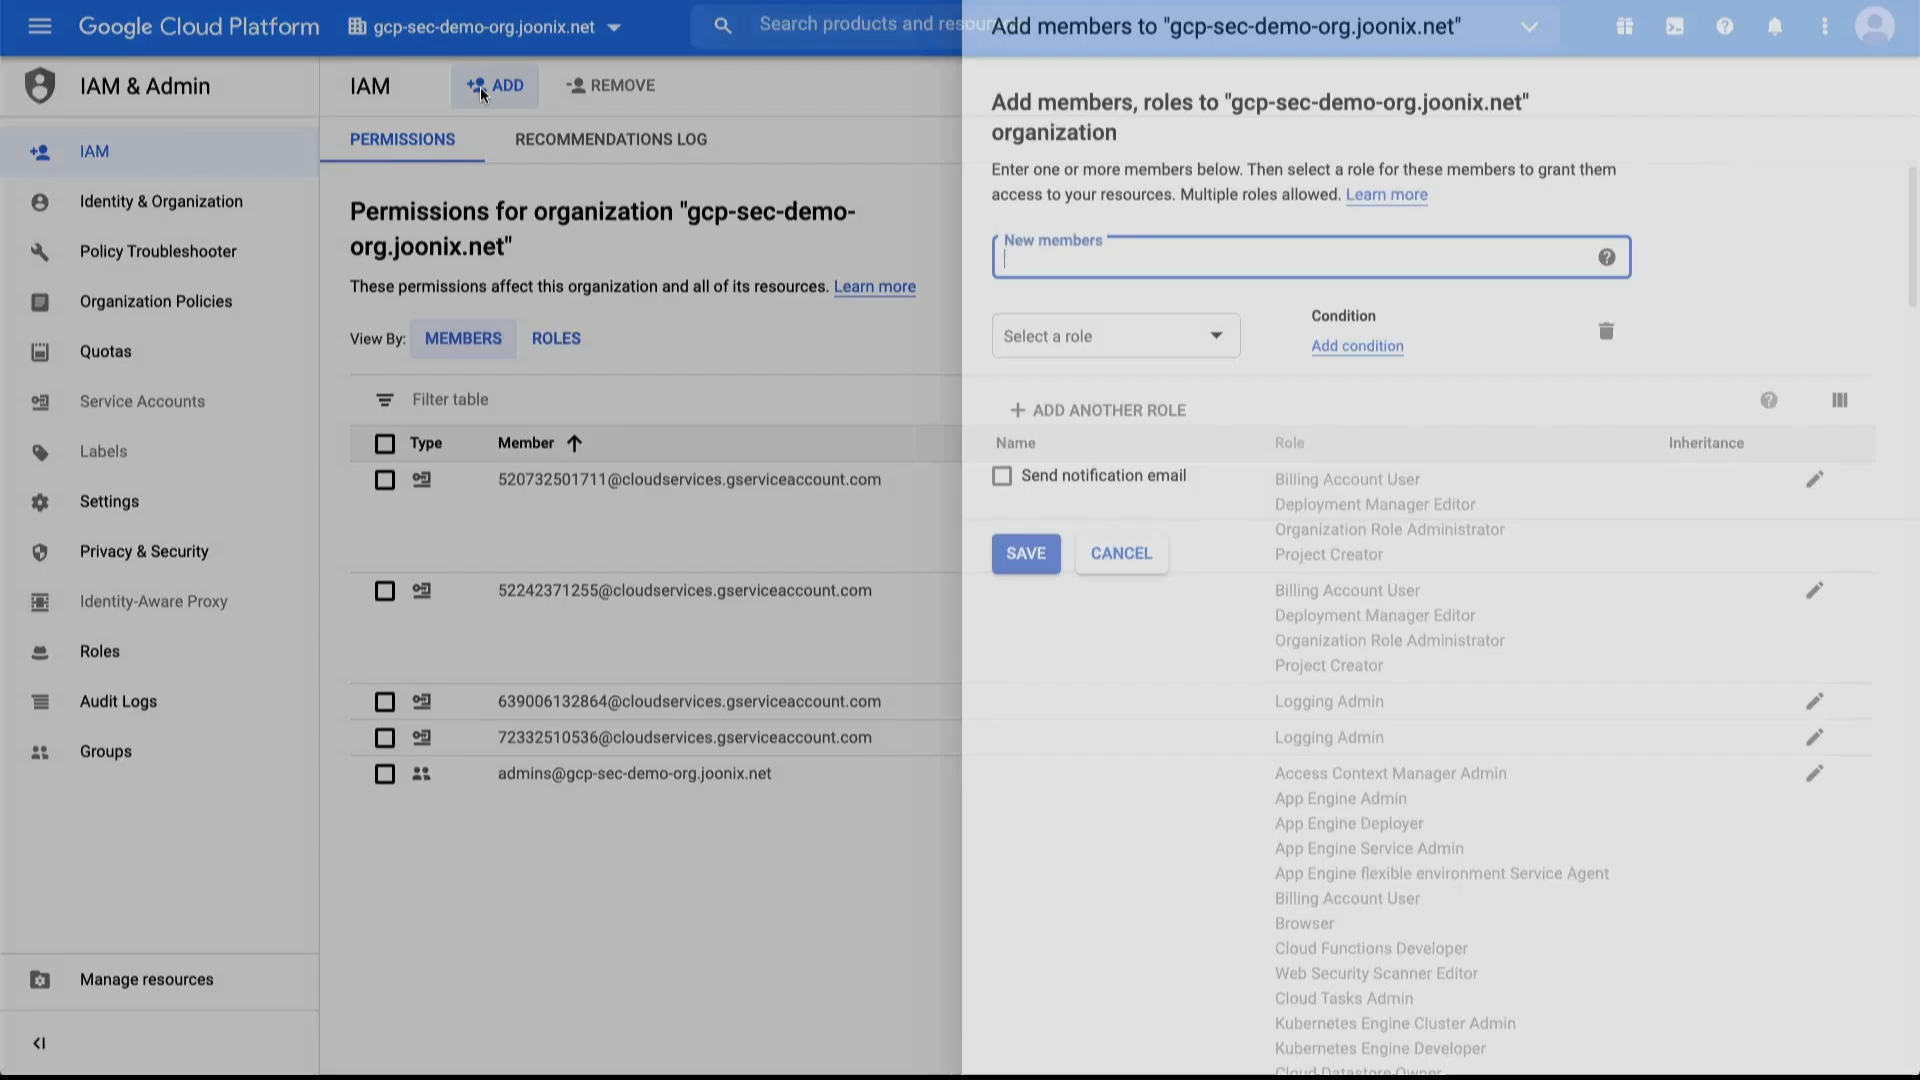 Google Cloud Platform
gcp-sec-demo-org.joonix.net
Search products and resou
Add members to "gcp-sec-demo-org.joonix.net"
IAM & Admin
IAM
Identity & Organization
Policy Troubleshooter
Organization Policies
Quotas
Service Accounts
Labels
Settings
Privacy & Security
Identity-Aware Proxy
Roles
Audit Logs
Groups
Manage resources
IAM
ADD
REMOVE
PERMISSIONS
RECOMMENDATIONS LOG
Permissions for organization "gcp-sec-demo-
org.joonix.net"
These permissions affect this organization and all of its resources. Learn more
View By: MEMBERS ROLES
Filter table
Type Member
520732501711@cloudservices.gserviceaccount.com
52242371255@cloudservices.gserviceaccount.com
639006132864@cloudservices.gserviceaccount.com
72332510536@cloudservices.gserviceaccount.com
admins@gcp-sec-demo-org.joonix.net
Add members, roles to "gcp-sec-demo-org.joonix.net"
organization
Enter one or more members below. Then select a role for these members to grant them
access to your resources. Multiple roles allowed. Learn more
New members
Select a role
Condition
Add condition
ADD ANOTHER ROLE
Name Role Inheritance
Send notification email
SAVE CANCEL
Billing Account User
Deployment Manager Editor
Organization Role Administrator
Project Creator
Billing Account User
Deployment Manager Editor
Organization Role Administrator
Project Creator
Logging Admin
Logging Admin
Access Context Manager Admin
App Engine Admin
App Engine Deployer
App Engine Service Admin
App Engine flexible environment Service Agent
Billing Account User
Browser
Cloud Functions Developer
Web Security Scanner Editor
Cloud Tasks Admin
Kubernetes Engine Cluster Admin
Kubernetes Engine Developer
Cloud Datastore Owner